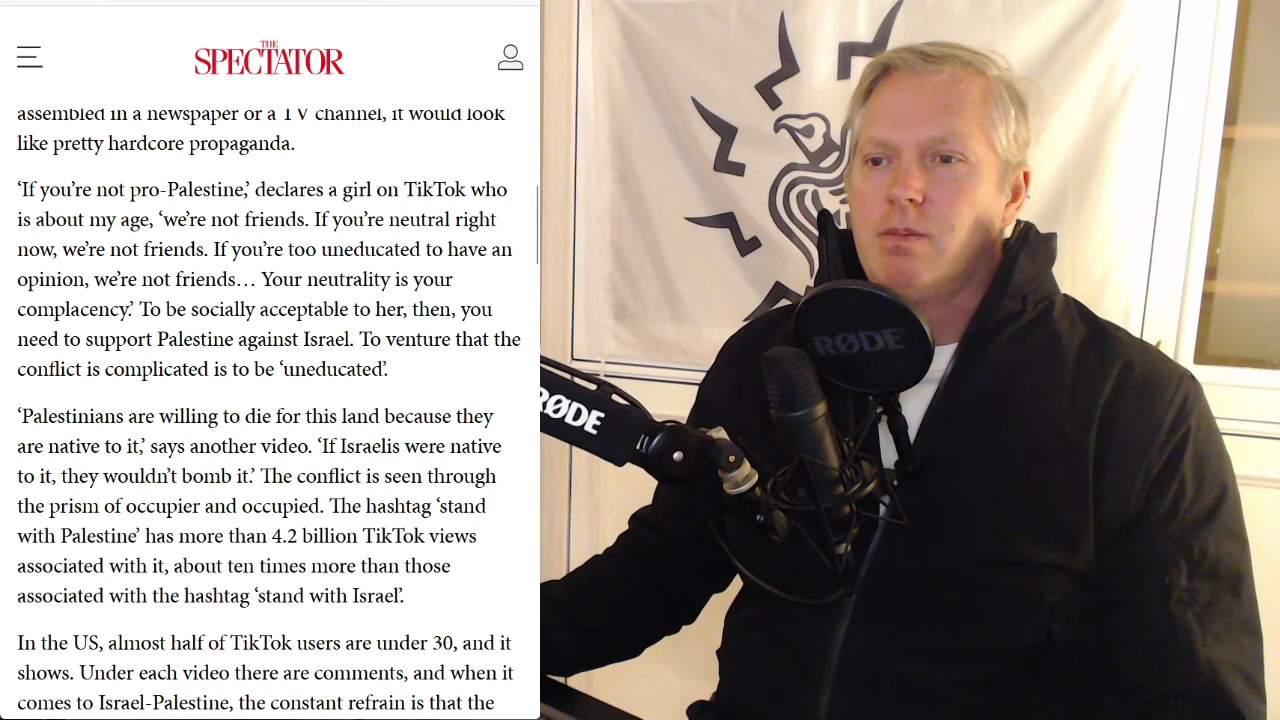 THE
SPECTATOR
assembled in a newspaper or a TV channel, it would look
like pretty hardcore propaganda.
‘If you’re not pro-Palestine,’ declares a girl on TikTok who
is about my age, ‘we’re not friends. If you’re neutral right
now, we’re not friends. If you’re too uneducated to have an
opinion, we’re not friends… Your neutrality is your
complacency.’ To be socially acceptable to her, then, you
need to support Palestine against Israel. To venture that the
conflict is complicated is to be ‘uneducated’.
‘Palestinians are willing to die for this land because they
are native to it,’ says another video. ‘If Israelis were native
to it, they wouldn’t bomb it.’ The conflict is seen through
the prism of occupier and occupied. The hashtag ‘stand
with Palestine’ has more than 4.2 billion TikTok views
associated with it, about ten times more than those
associated with the hashtag ‘stand with Israel’.
In the US, almost half of TikTok users are under 30, and it
shows. Under each video there are comments, and when it
comes to Israel-Palestine, the constant refrain is that the
RØDE
RØDE